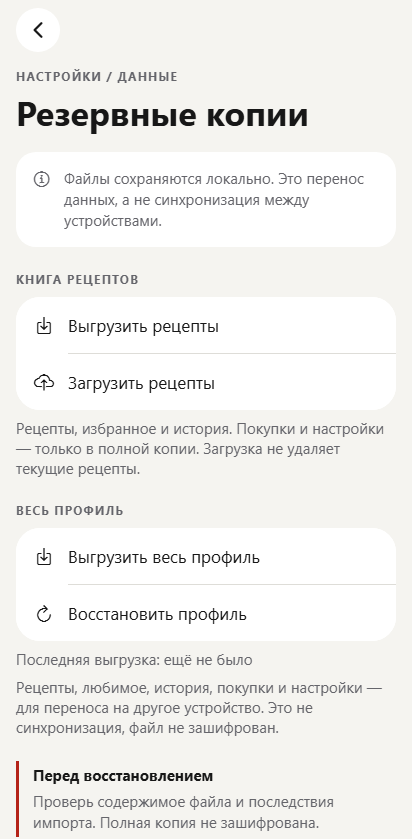 НАСТРОЙКИ / ДАННЫЕ
Резервные копии
Файлы сохраняются локально. Это перенос
данных, а не синхронизация между
устройствами.
КНИГА РЕЦЕПТОВ
Выгрузить рецепты
Загрузить рецепты
Рецепты, избранное и история. Покупки и настройки
— только в полной копии. Загрузка не удаляет
текущие рецепты.
ВЕСЬ ПРОФИЛЬ
Выгрузить весь профиль
Восстановить профиль
Последняя выгрузка: ещё не было
Рецепты, любимое, история, покупки и настройки —
для переноса на другое устройство. Это не
синхронизация, файл не зашифрован.
Перед восстановлением
Проверь содержимое файла и последствия
импорта. Полная копия не зашифрована.